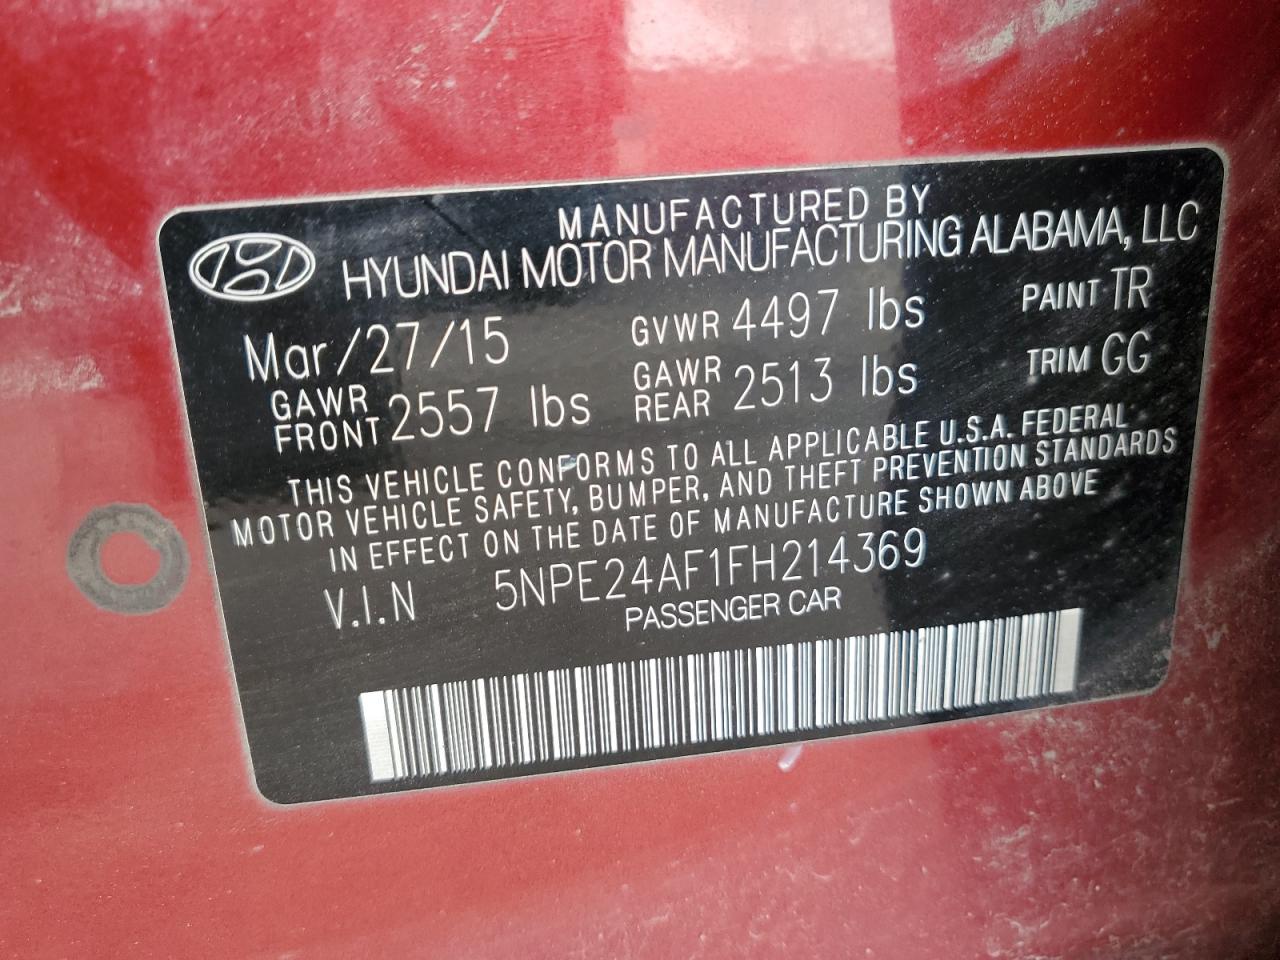 MANUFACTURED BY
HYUNDAI MOTOR MANUFACTURING ALABAMA, LLC
Mar/27/15 GVWR 4497 lbs PAINT TR
GAWR FRONT 2557 lbs GAWR REAR 2513 lbs TRIM GG
THIS VEHICLE CONFORMS TO ALL APPLICABLE U.S.A. FEDERAL
MOTOR VEHICLE SAFETY, BUMPER, AND THEFT PREVENTION STANDARDS
IN EFFECT ON THE DATE OF MANUFACTURE SHOWN ABOVE
V.I.N 5NPE24AF1FH214369
PASSENGER CAR